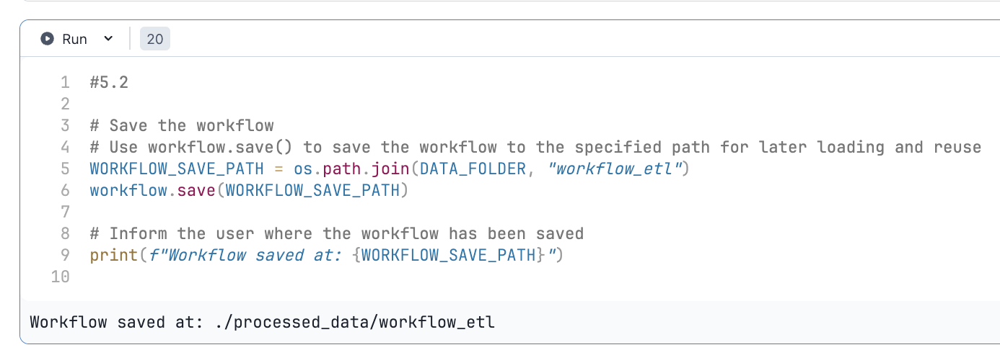 Run 20
1 #5.2
2
3 # Save the workflow
4 # Use workflow.save() to save the workflow to the specified path for later loading and reuse
5 WORKFLOW_SAVE_PATH = os.path.join(DATA_FOLDER, "workflow_etl")
6 workflow.save(WORKFLOW_SAVE_PATH)
7
8 # Inform the user where the workflow has been saved
9 print(f"Workflow saved at: {WORKFLOW_SAVE_PATH}")
10
Workflow saved at: ./processed_data/workflow_etl